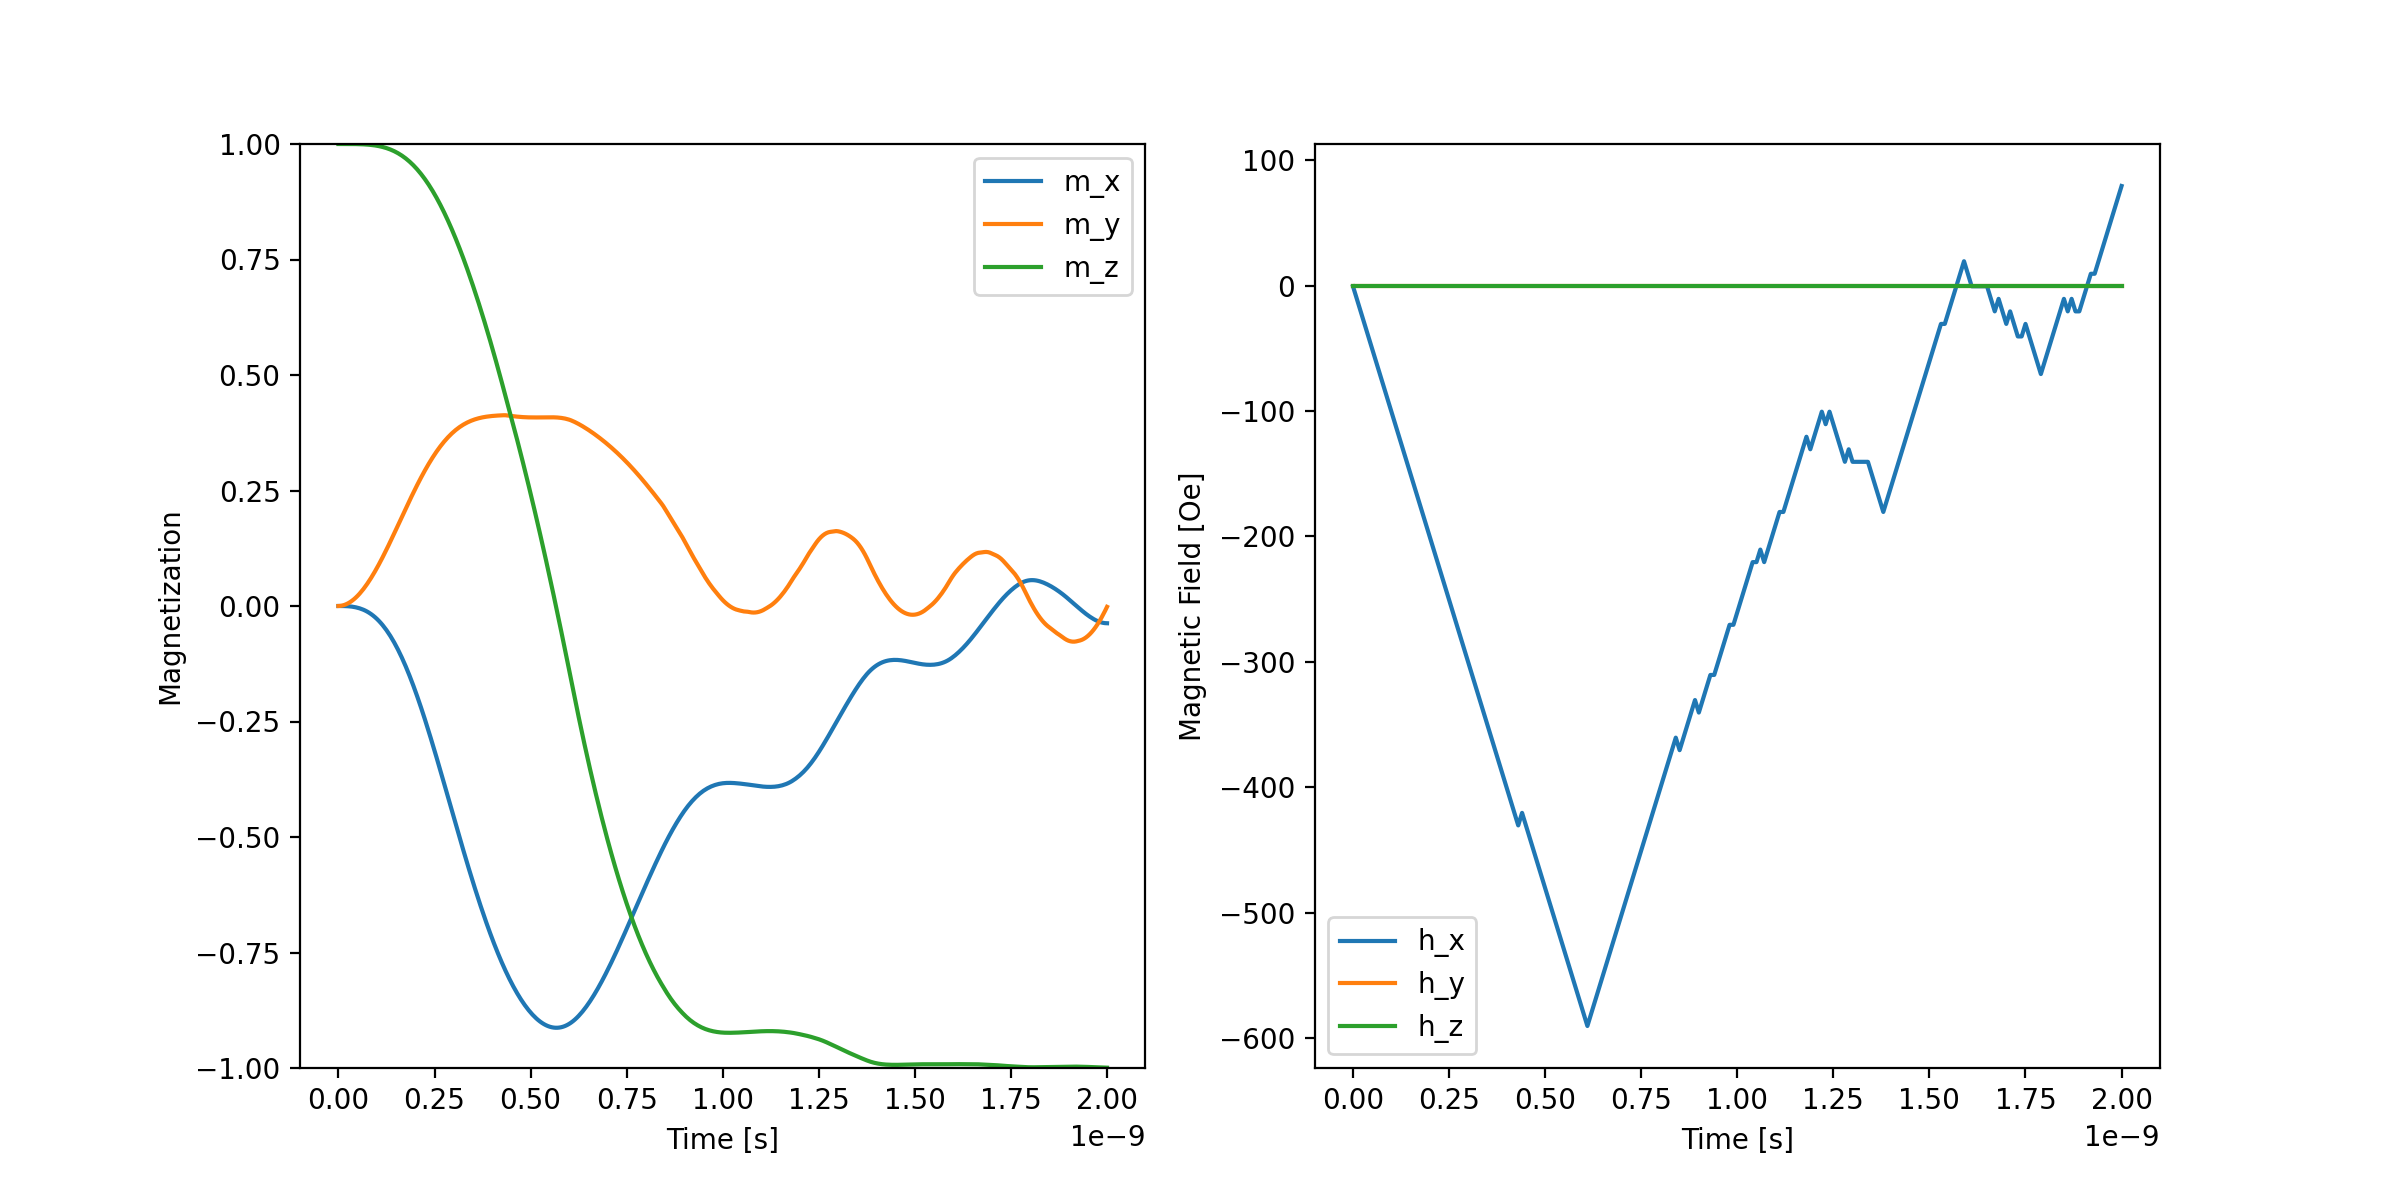 Magnetization
1.00
0.75
0.50
0.25
0.00
−0.25
−0.50
−0.75
−1.00
m_x
m_y
m_z
0.00 0.25 0.50 0.75 1.00 1.25 1.50 1.75 2.00
Time [s]
1e−9
Magnetic Field [Oe]
100
0
−100
−200
−300
−400
−500
−600
h_x
h_y
h_z
0.00 0.25 0.50 0.75 1.00 1.25 1.50 1.75 2.00
Time [s]
1e−9